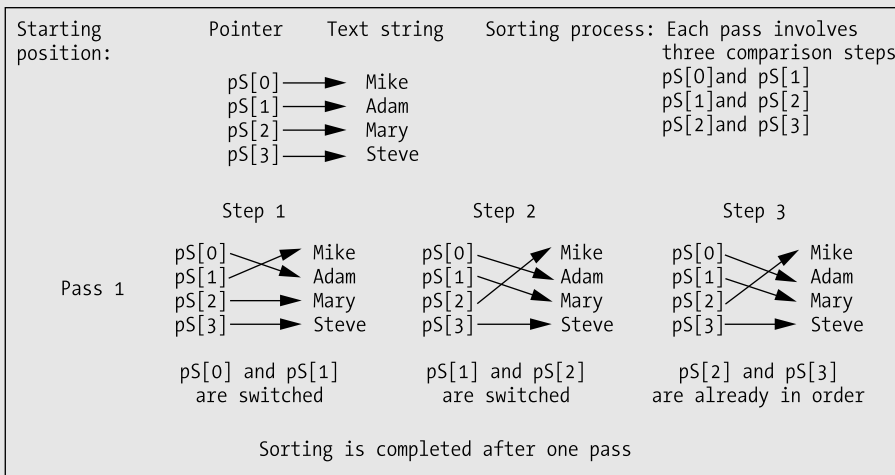 Starting Pointer Text string Sorting process: Each pass involves
position: three comparison steps
pS[0] Mike pS[0]and pS[1]
pS[1] Adam pS[1]and pS[2]
pS[2] Mary pS[2]and pS[3]
pS[3] Steve
Step 1 Step 2 Step 3
pS[0] Mike pS[0] Mike pS[0] Mike
pS[1] Adam pS[1] Adam pS[1] Adam
Pass 1
pS[2] Mary pS[2] Mary pS[2] Mary
pS[3] Steve pS[3] Steve pS[3] Steve
pS[0] and pS[1] pS[1] and pS[2] pS[2] and pS[3]
are switched are switched are already in order
Sorting is completed after one pass